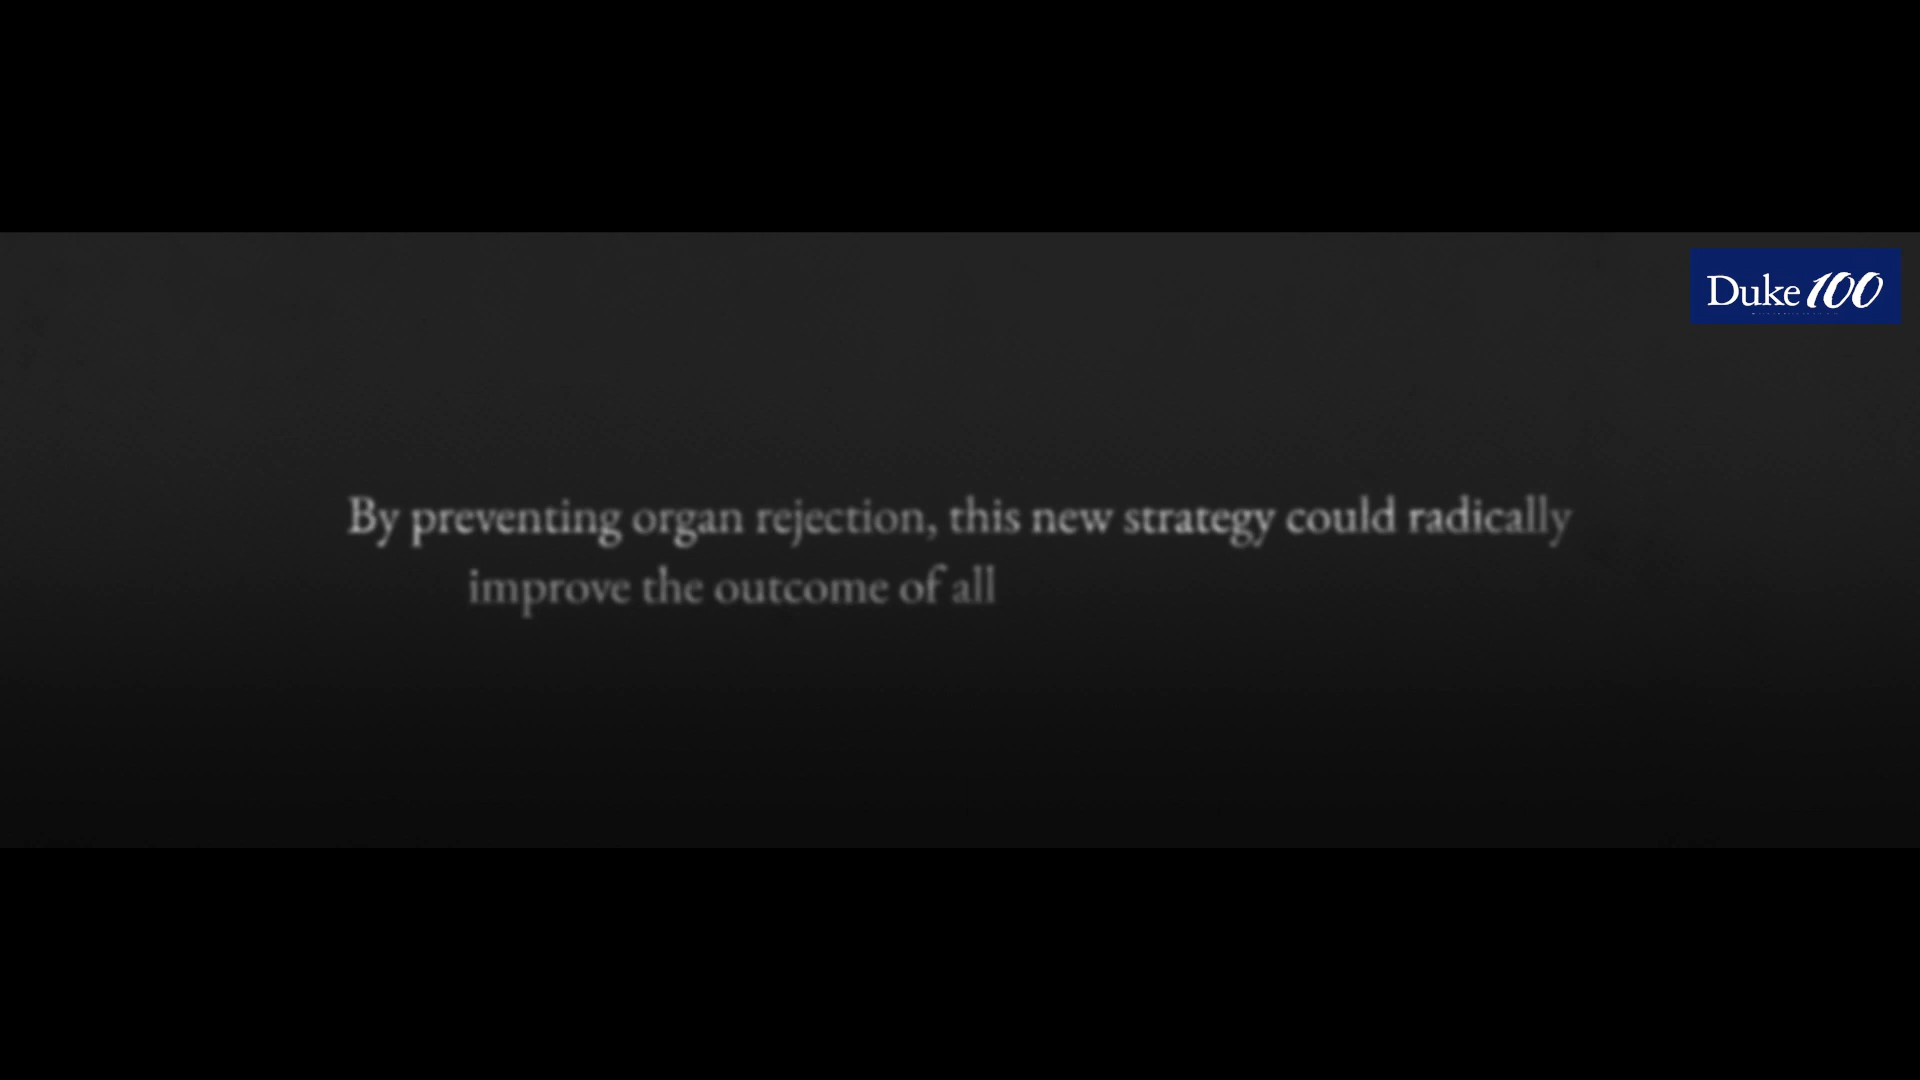 Duke 100
By preventing organ rejection, this new strategy could radically
improve the outcome of all